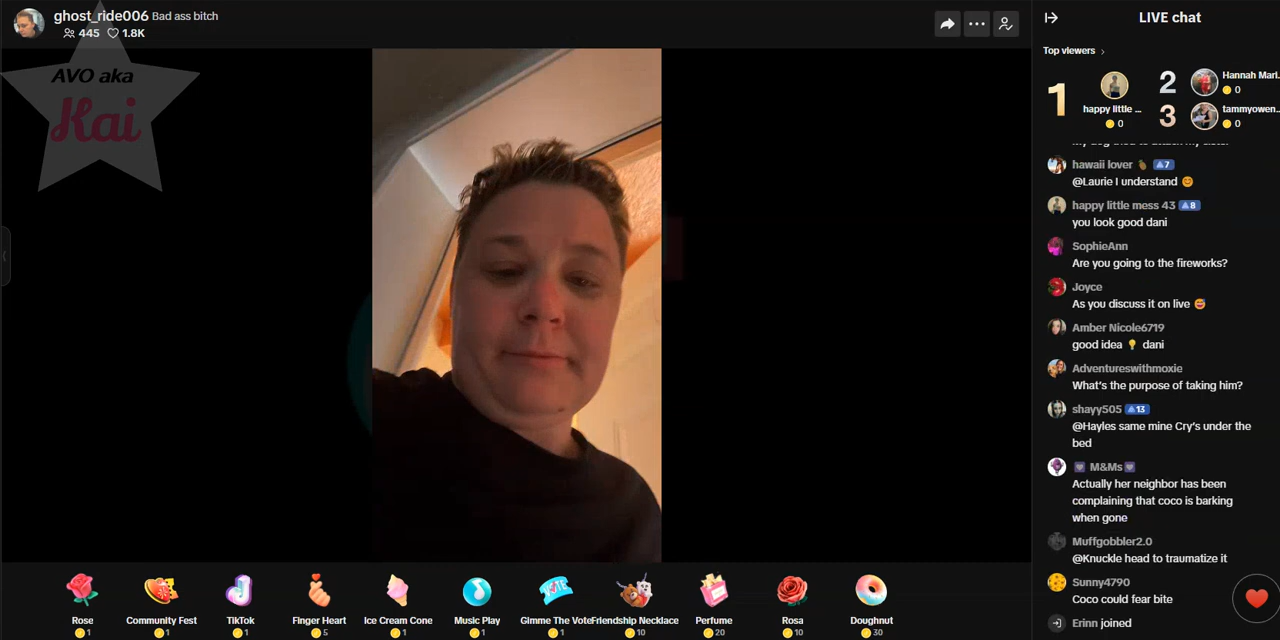 ghost_ride006 Bad ass bitch
445 1.8K
AVO aka
Kai
LIVE chat
Top viewers
1
happy little ...
0
2
Hannah Mari...
0
3
tammyowen...
0
hawaii lover 7
@Laurie I understand
happy little mess 43 8
you look good dani
SophieAnn
Are you going to the fireworks?
Joyce
As you discuss it on live
Amber Nicole6719
good idea dani
Adventureswithmoxie
What's the purpose of taking him?
shayy505 13
@Hayles same mine Cry's under the
bed
M&Ms
Actually her neighbor has been
complaining that coco is barking
when gone
Muffgobbler2.0
@Knuckle head to traumatize it
Sunny4790
Coco could fear bite
Erinn joined
Rose
1
Community Fest
1
TikTok
1
Finger Heart
5
Ice Cream Cone
1
Music Play
1
VOTE
Gimme The Vote
1
Friendship Necklace
10
Perfume
20
Rosa
10
Doughnut
30